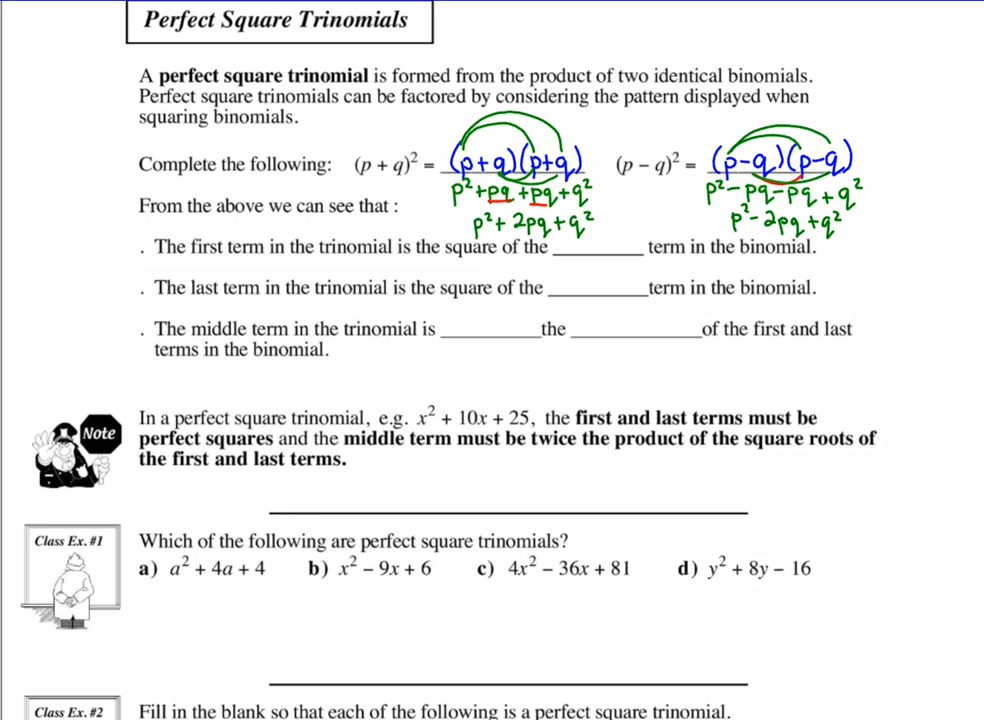 Perfect Square Trinomials
A perfect square trinomial is formed from the product of two identical binomials.
Perfect square trinomials can be factored by considering the pattern displayed when
squaring binomials.
Complete the following: (p + q)² = (p+q)(p+q) (p − q)² = (p−q)(p−q)
p²+pq+pq+q² p²−pq−pq+q²
From the above we can see that :
p²+2pq+q² p²−2pq+q²
. The first term in the trinomial is the square of the _________ term in the binomial.
. The last term in the trinomial is the square of the __________term in the binomial.
. The middle term in the trinomial is __________the _____________of the first and last
terms in the binomial.
Note
In a perfect square trinomial, e.g. x² + 10x + 25, the first and last terms must be
perfect squares and the middle term must be twice the product of the square roots of
the first and last terms.
Class Ex. #1
Which of the following are perfect square trinomials?
a) a² + 4a + 4 b) x² − 9x + 6 c) 4x² − 36x + 81 d) y² + 8y − 16
Class Ex. #2
Fill in the blank so that each of the following is a perfect square trinomial.